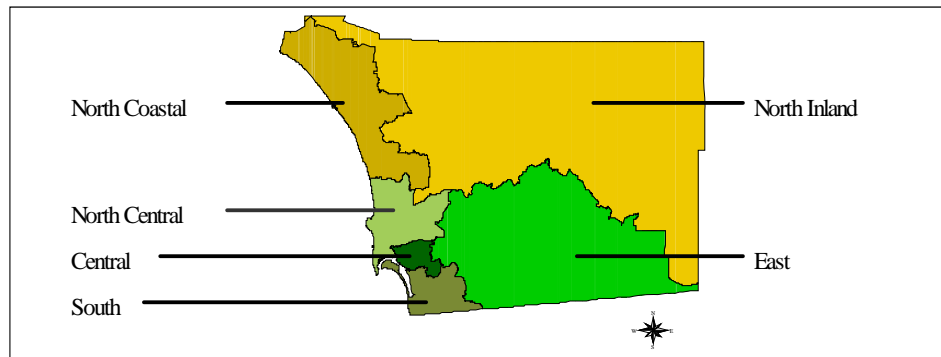 North Coastal
North Inland
North Central
Central
East
South
N
W E
S